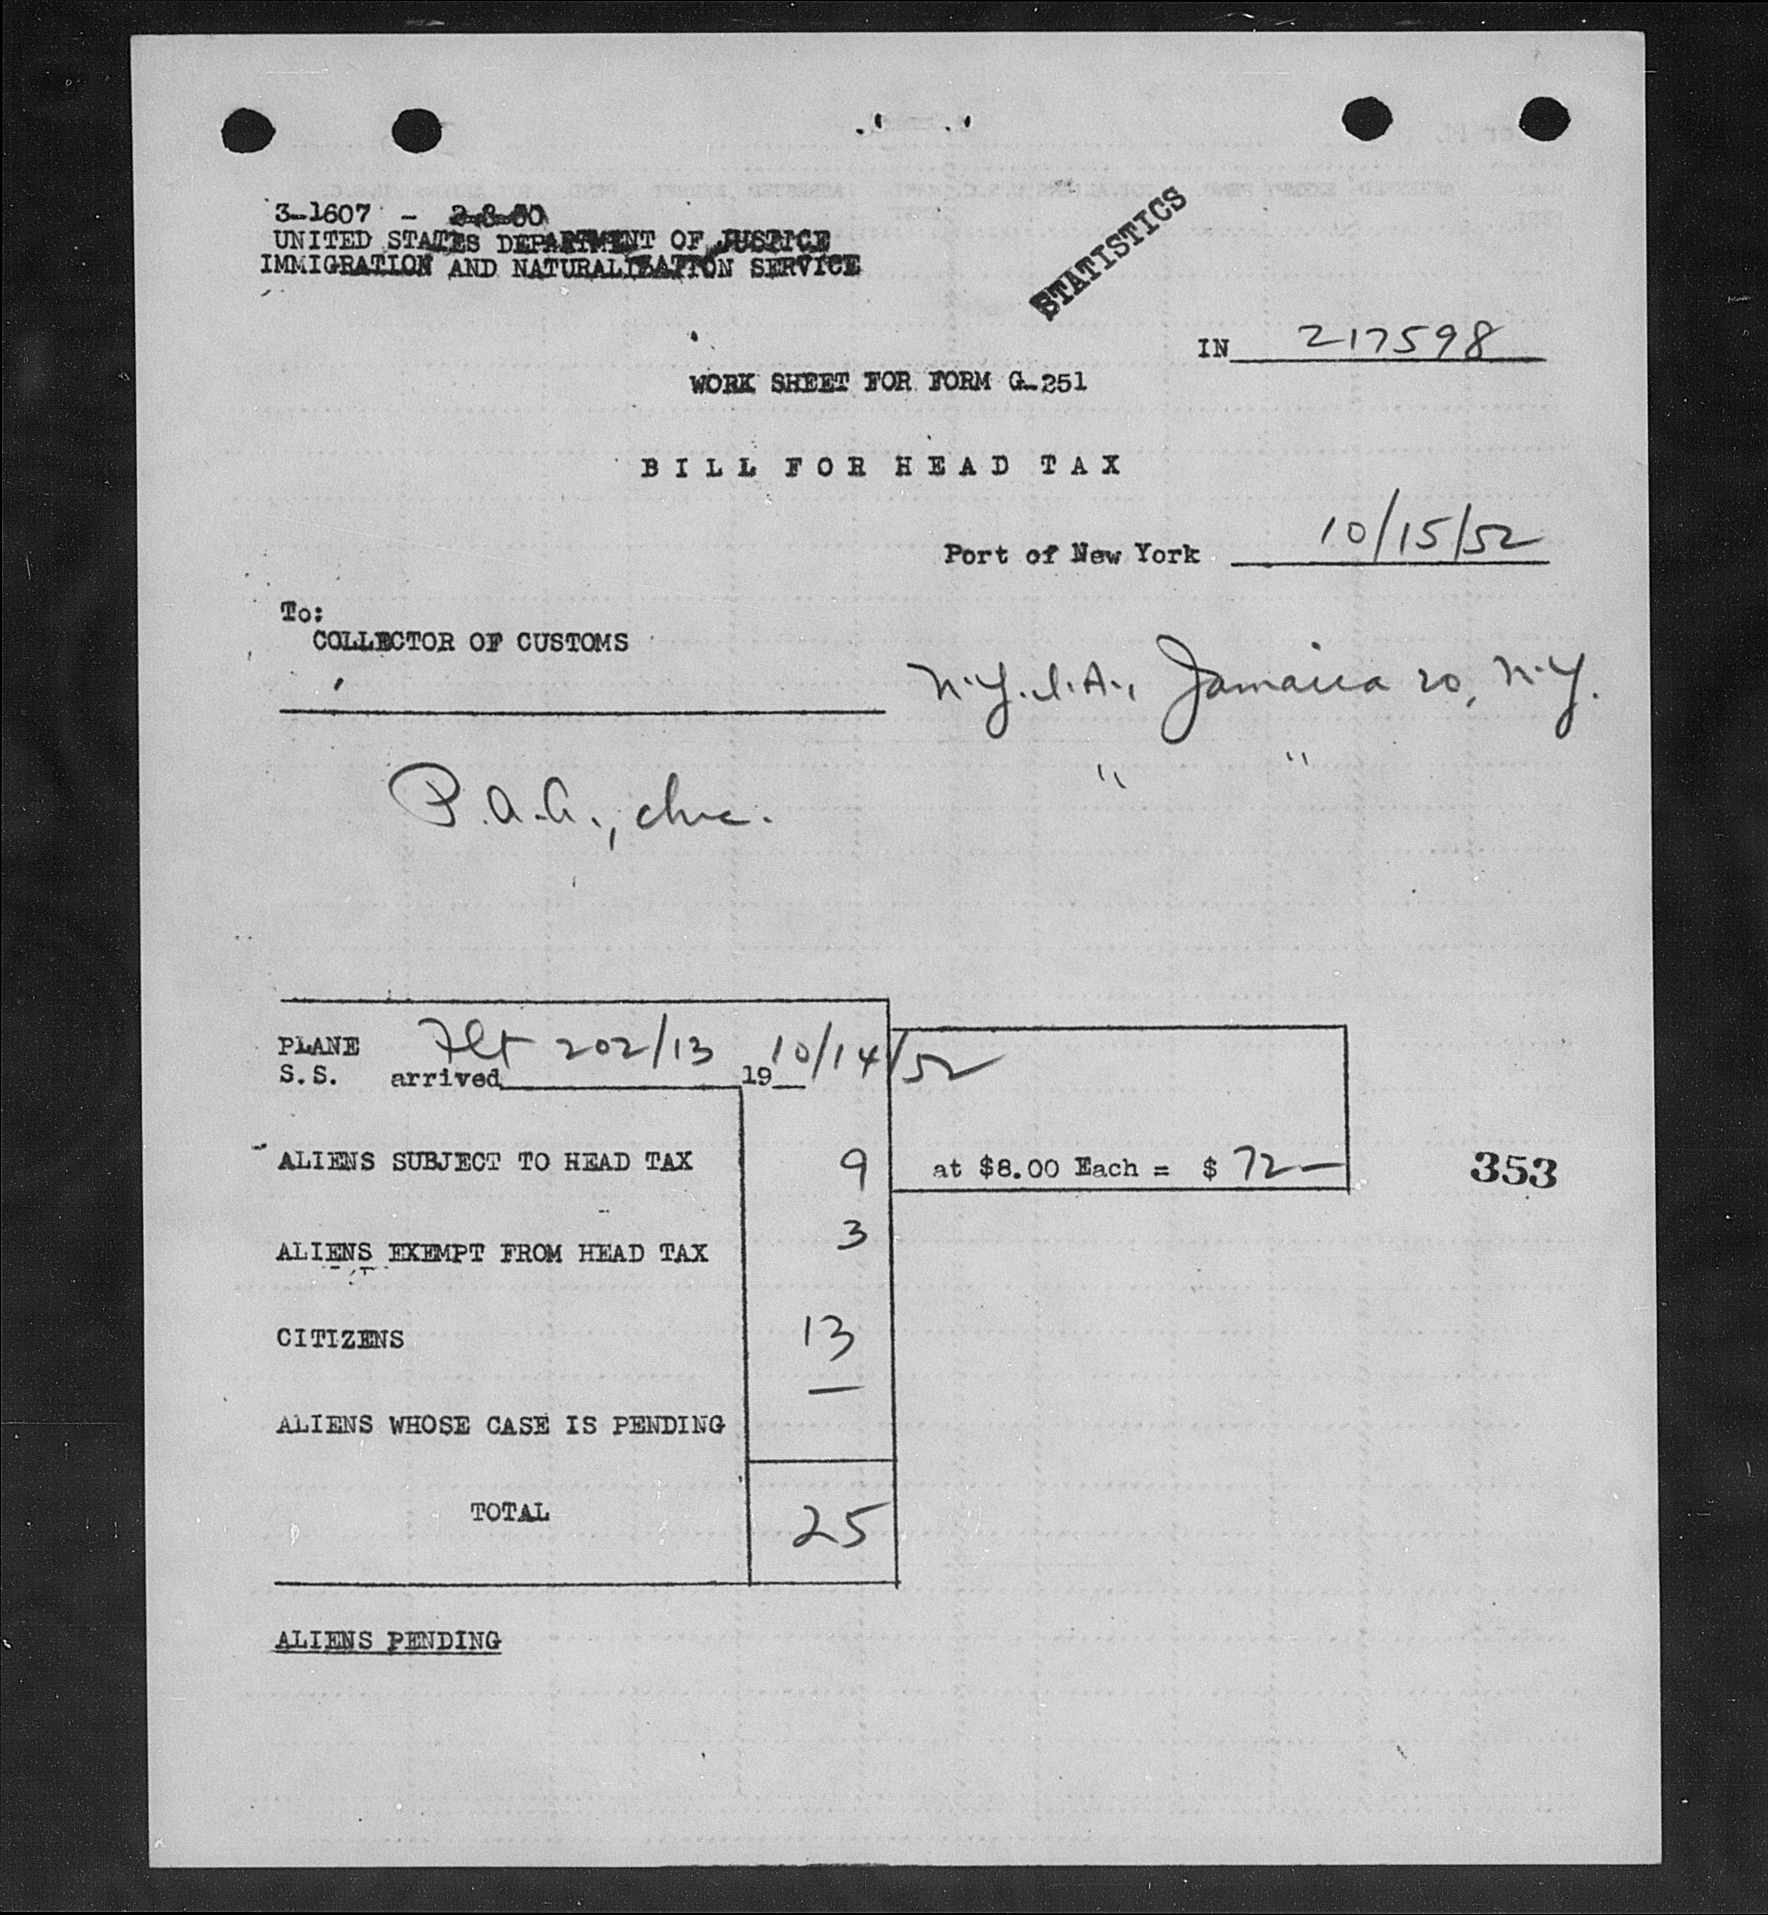 3-1607 - 2-8-50
UNITED STATES DEPARTMENT OF JUSTICE
IMMIGRATION AND NATURALIZATION SERVICE
STATISTICS
IN 217598
WORK SHEET FOR FORM G-251
BILL FOR HEAD TAX
Port of New York 10/15/52
To:
COLLECTOR OF CUSTOMS
N.Y.I.A., Jamaica 20, N.Y.
P.A.A., Inc. " "
PLANE Flt 202/13 10/14/52
S.S. arrived 19
ALIENS SUBJECT TO HEAD TAX 9 at $8.00 Each = $ 72—
353
ALIENS EXEMPT FROM HEAD TAX 3
CITIZENS 13
ALIENS WHOSE CASE IS PENDING —
TOTAL 25
ALIENS PENDING